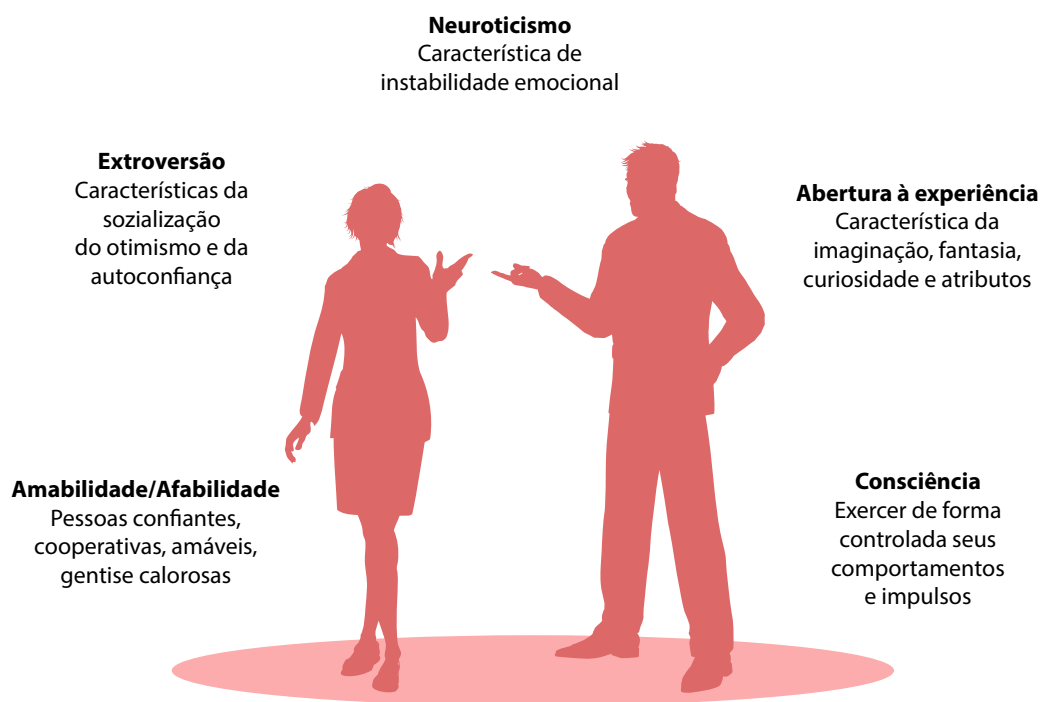 Neuroticismo
Característica de
instabilidade emocional
Extroversão
Características da
sozialização
do otimismo e da
autoconfiança
Abertura à experiência
Característica da
imaginação, fantasia,
curiosidade e atributos
Amabilidade/Afabilidade
Pessoas confiantes,
cooperativas, amáveis,
gentise calorosas
Consciência
Exercer de forma
controlada seus
comportamentos
e impulsos